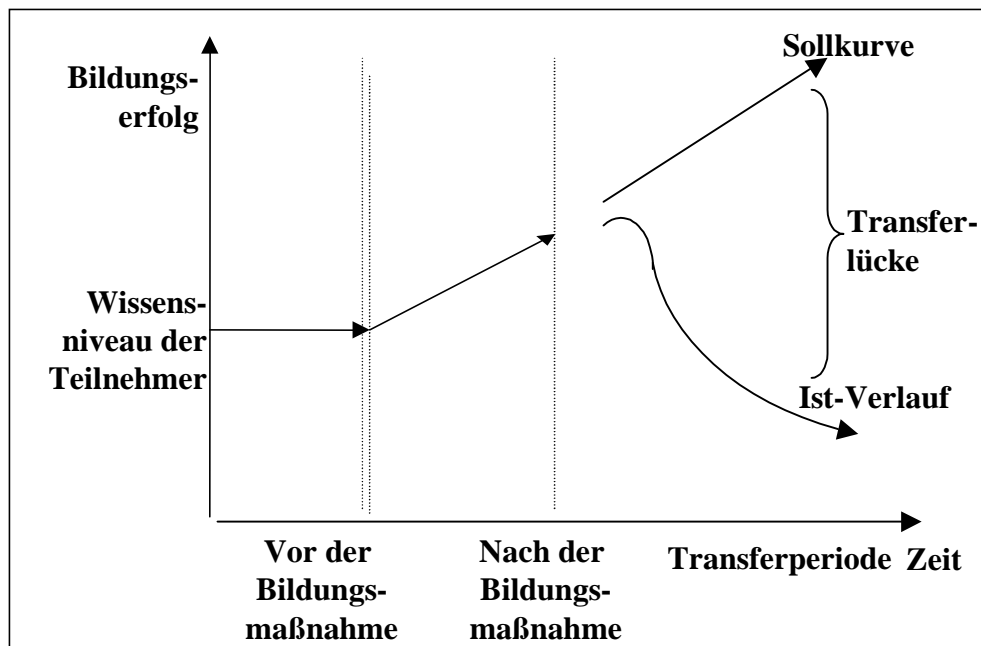 Sollkurve
Bildungs-
erfolg
Transfer-
lücke
Wissens-
niveau der
Teilnehmer
Ist-Verlauf
Vor der
Bildungs-
maßnahme
Nach der
Bildungs-
maßnahme
Transferperiode
Zeit